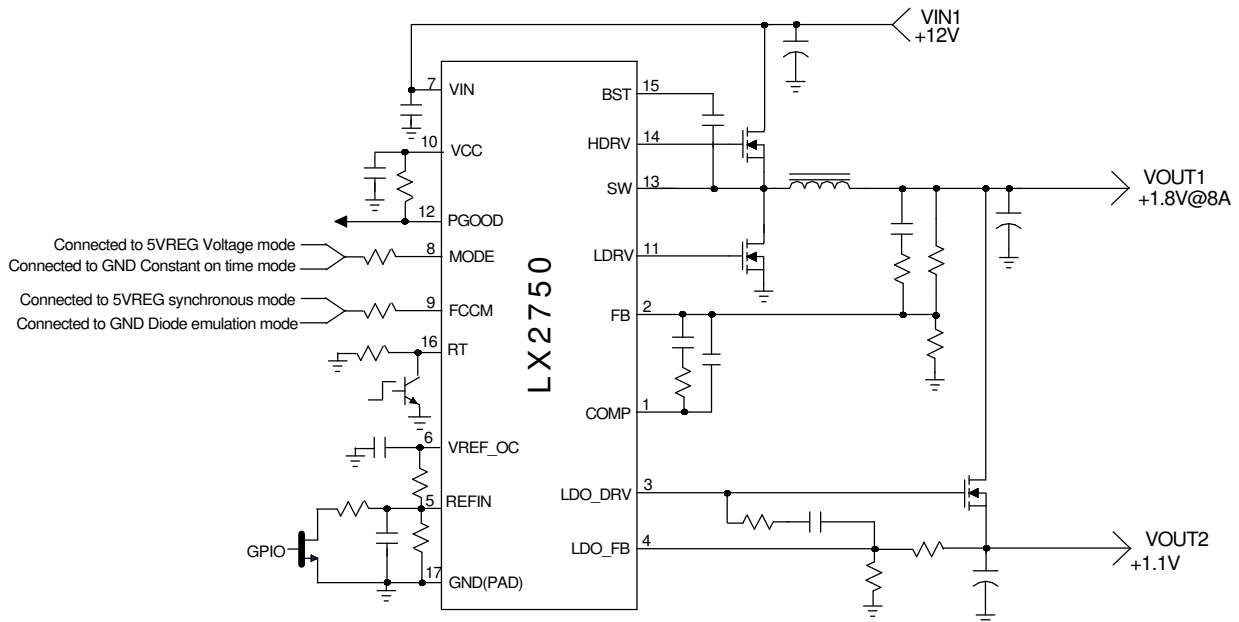 VIN1
+12V
7 VIN
BST 15
HDRV 14
10 VCC
SW 13
VOUT1
+1.8V@8A
12 PGOOD
Connected to 5VREG Voltage mode
Connected to GND Constant on time mode
8 MODE
LDRV 11
Connected to 5VREG synchronous mode
Connected to GND Diode emulation mode
9 FCCM
FB 2
16 RT
LX2750
COMP 1
6 VREF_OC
LDO_DRV 3
5 REFIN
GPIO
LDO_FB 4
VOUT2
+1.1V
17 GND(PAD)